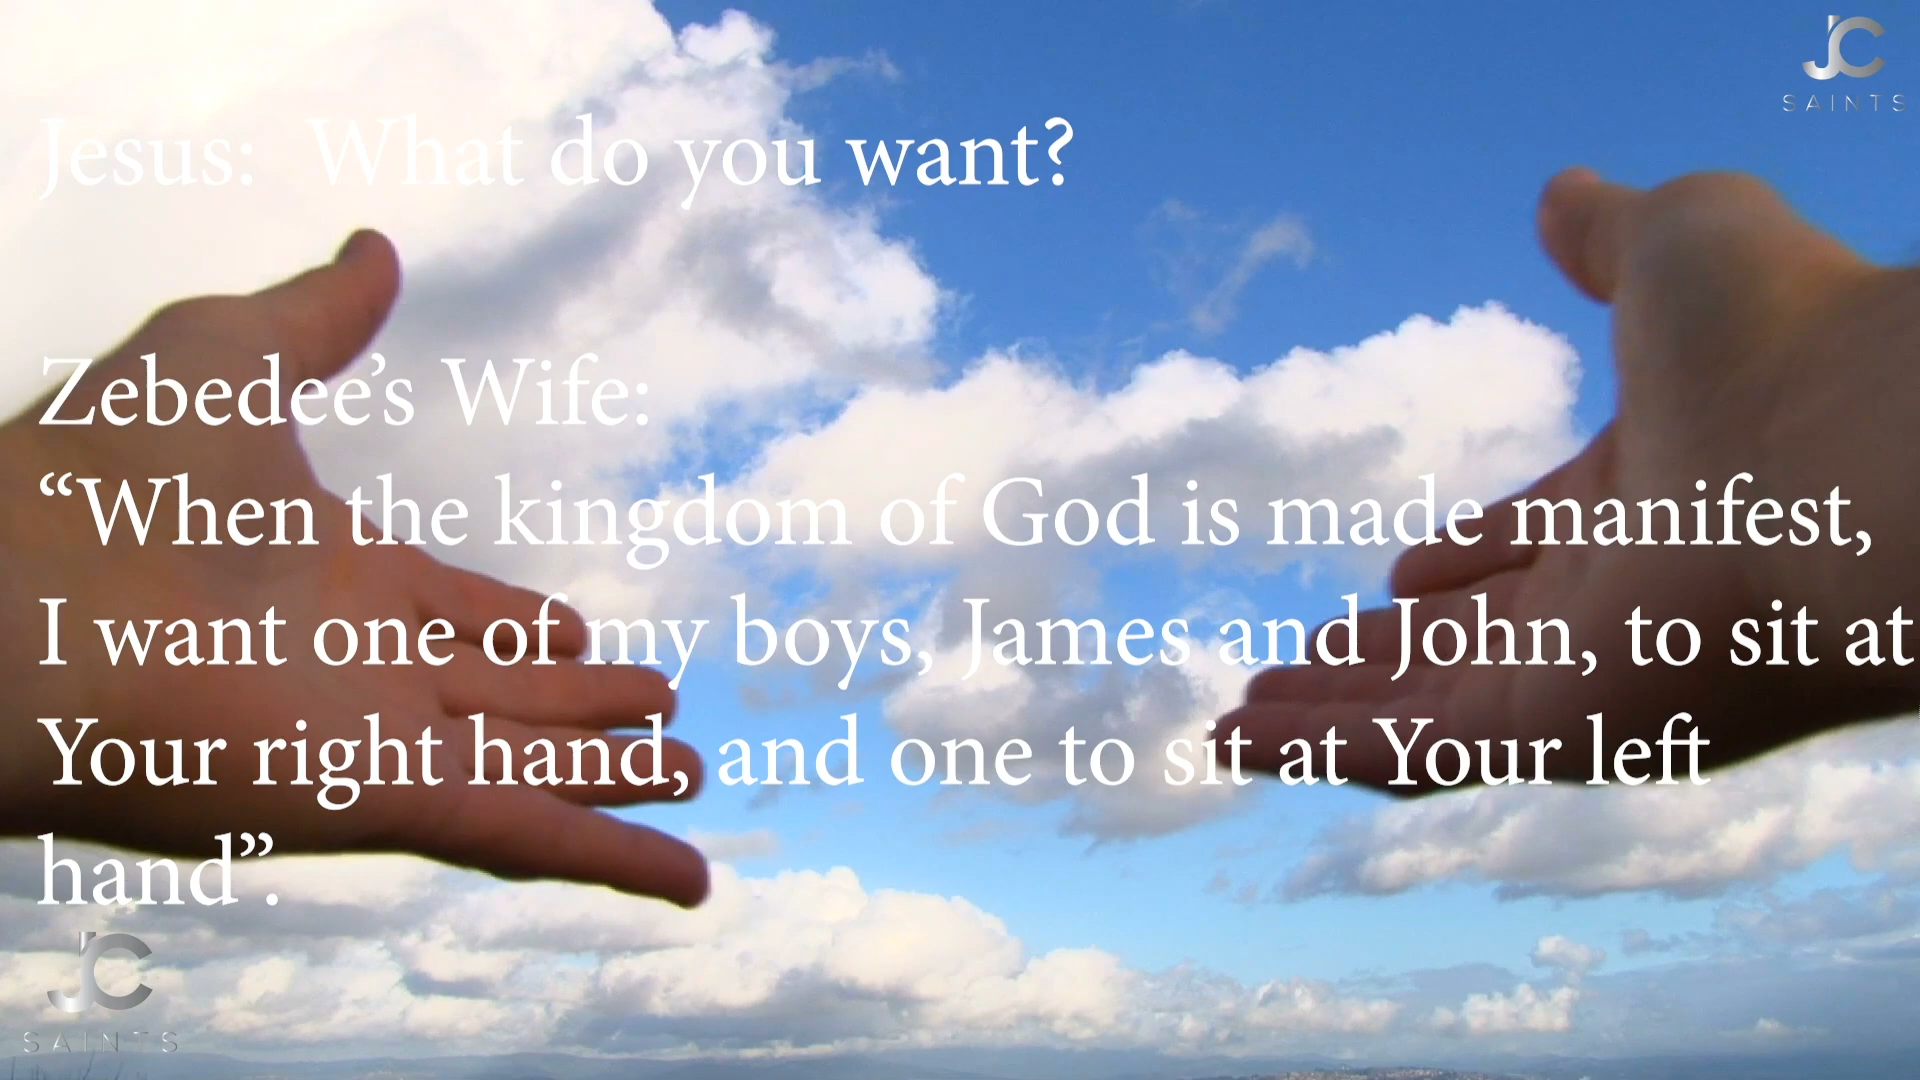 JC
SAINTS
Jesus: What do you want?
Zebedee’s Wife:
“When the kingdom of God is made manifest,
I want one of my boys, James and John, to sit at
Your right hand, and one to sit at Your left
hand”.
JC
SAINTS